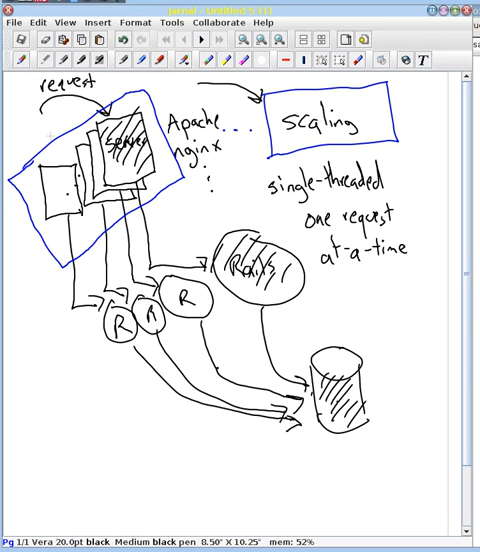 jarnal - Untitled 5 (1)
File Edit View Insert Format Tools Collaborate Help
request
Server
Apache . . .
nginx
scaling
single-threaded
one request
at-a-time
Rails
R
R
R
Pg 1/1 Vera 20.0pt black Medium black pen 8.50" X 10.25" mem: 52%